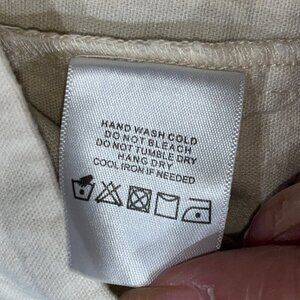 HAND WASH COLD
DO NOT BLEACH
DO NOT TUMBLE DRY
HANG DRY
COOL IRON IF NEEDED